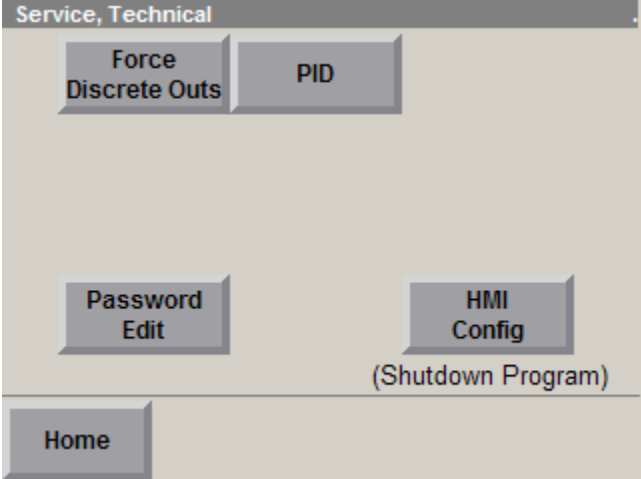 Service, Technical .
Force
Discrete Outs
PID
Password
Edit
HMI
Config
(Shutdown Program)
Home